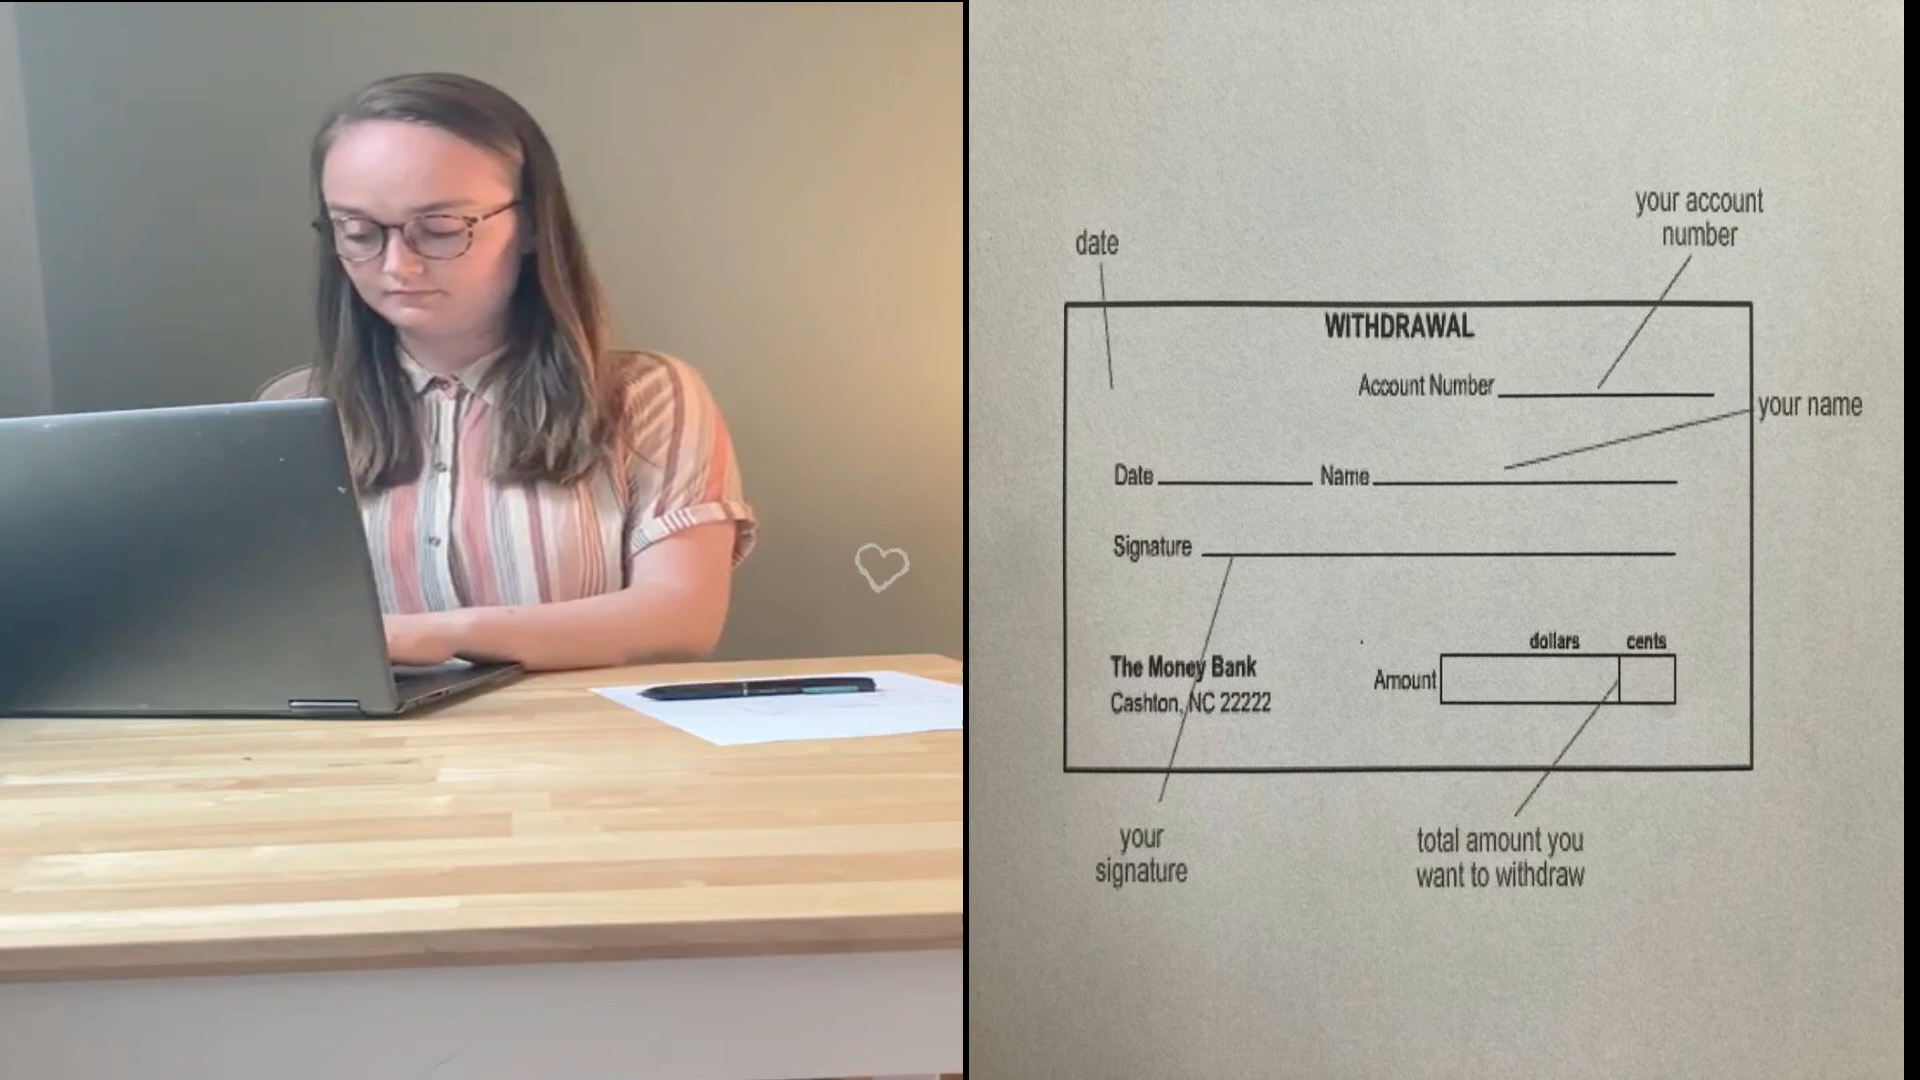 your account
number
date
WITHDRAWAL
Account Number
your name
Date Name
Signature
dollars cents
The Money Bank
Amount
Cashton, NC 22222
your
signature
total amount you
want to withdraw